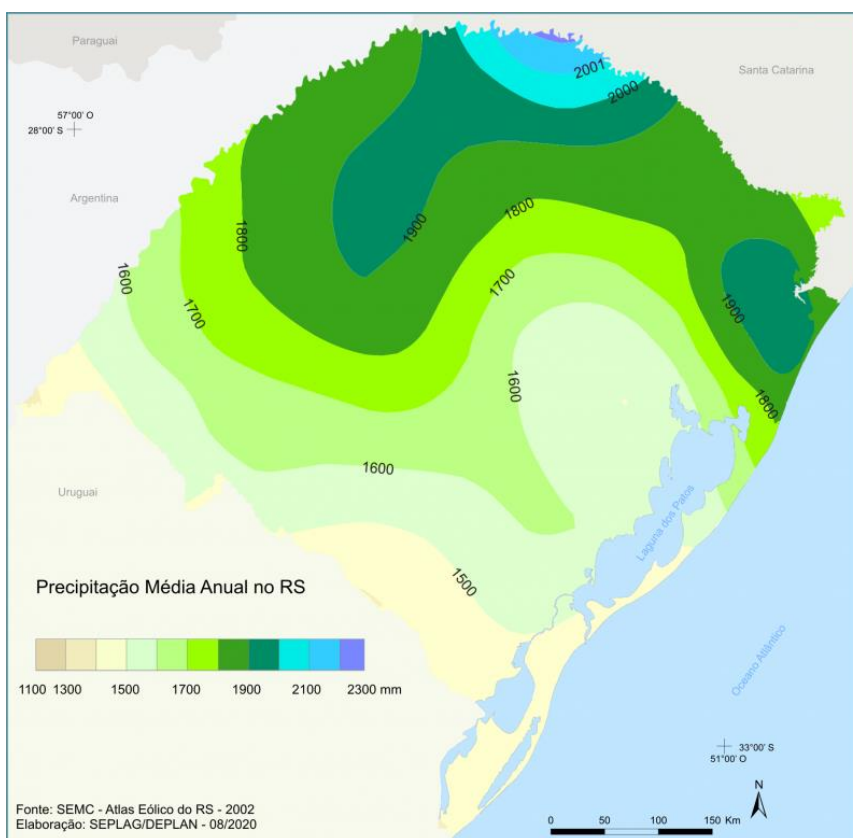 Paraguai
Santa Catarina
57°00' O
28°00' S
Argentina
2001
2000
1900
1800
1800
1700
1600
1700
1900
1800
1600
1600
Uruguai
Laguna dos Patos
1500
Precipitação Média Anual no RS
1100 1300 1500 1700 1900 2100 2300 mm
Oceano Atlântico
33°00' S
51°00' O
N
Fonte: SEMC - Atlas Eólico do RS - 2002
Elaboração: SEPLAG/DEPLAN - 08/2020
0 50 100 150 Km